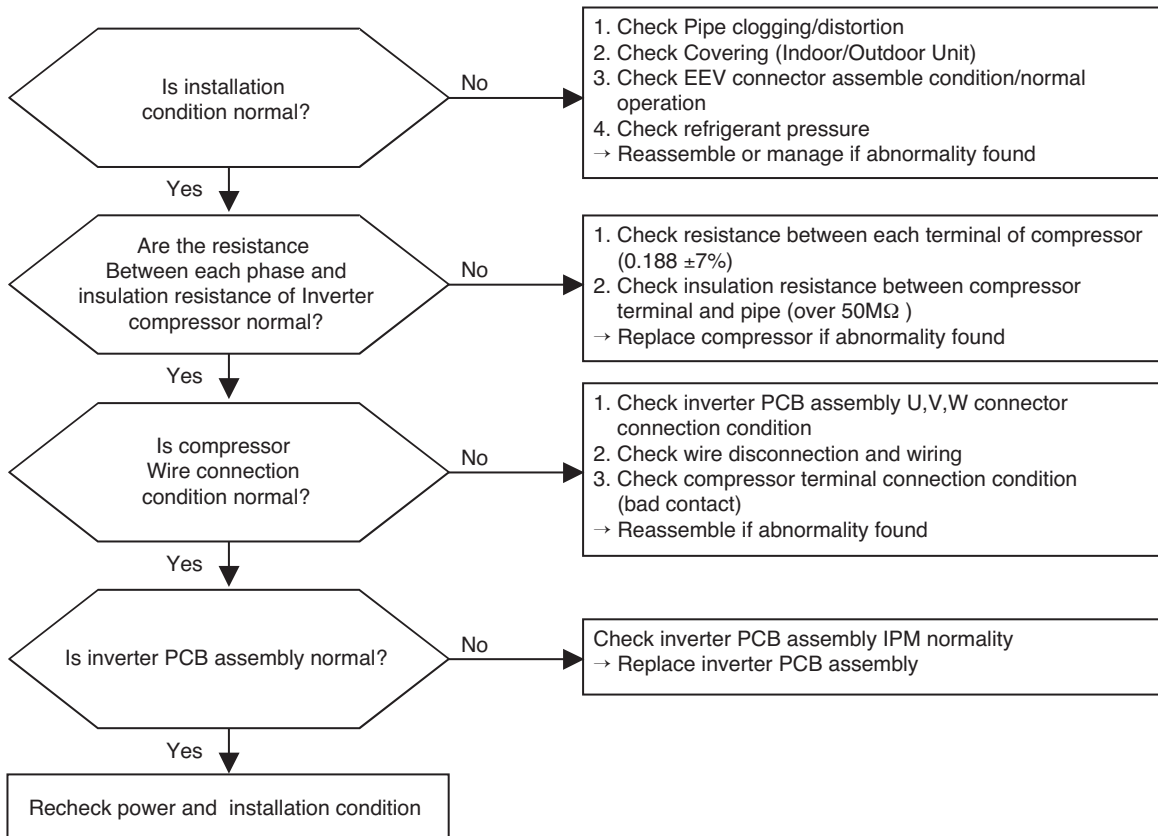 Is installation
condition normal?
No
1. Check Pipe clogging/distortion
2. Check Covering (Indoor/Outdoor Unit)
3. Check EEV connector assemble condition/normal
operation
4. Check refrigerant pressure
→ Reassemble or manage if abnormality found
Yes
Are the resistance
Between each phase and
insulation resistance of Inverter
compressor normal?
No
1. Check resistance between each terminal of compressor
(0.188 ±7%)
2. Check insulation resistance between compressor
terminal and pipe (over 50MΩ )
→ Replace compressor if abnormality found
Yes
Is compressor
Wire connection
condition normal?
No
1. Check inverter PCB assembly U,V,W connector
connection condition
2. Check wire disconnection and wiring
3. Check compressor terminal connection condition
(bad contact)
→ Reassemble if abnormality found
Yes
Is inverter PCB assembly normal?
No
Check inverter PCB assembly IPM normality
→ Replace inverter PCB assembly
Yes
Recheck power and  installation condition